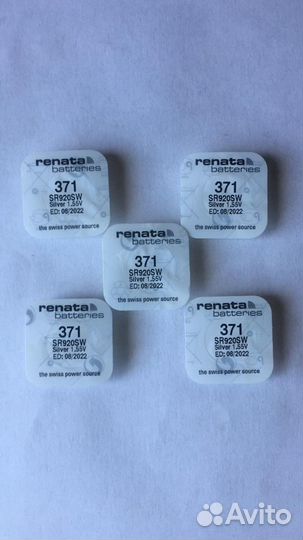 renata
batteries
371
SR920SW
Silver 1,55V
ED: 08/2022
the swiss power source
renata
batteries
371
SR920SW
Silver 1,55V
ED: 08/2022
the swiss power source
renata
batteries
371
SR920SW
Silver 1,55V
ED: 08/2022
the swiss power source
renata
batteries
371
SR920SW
Silver 1,55V
ED: 08/2022
the swiss power source
renata
batteries
371
SR920SW
Silver 1,55V
ED: 08/2022
the swiss power source
Avito